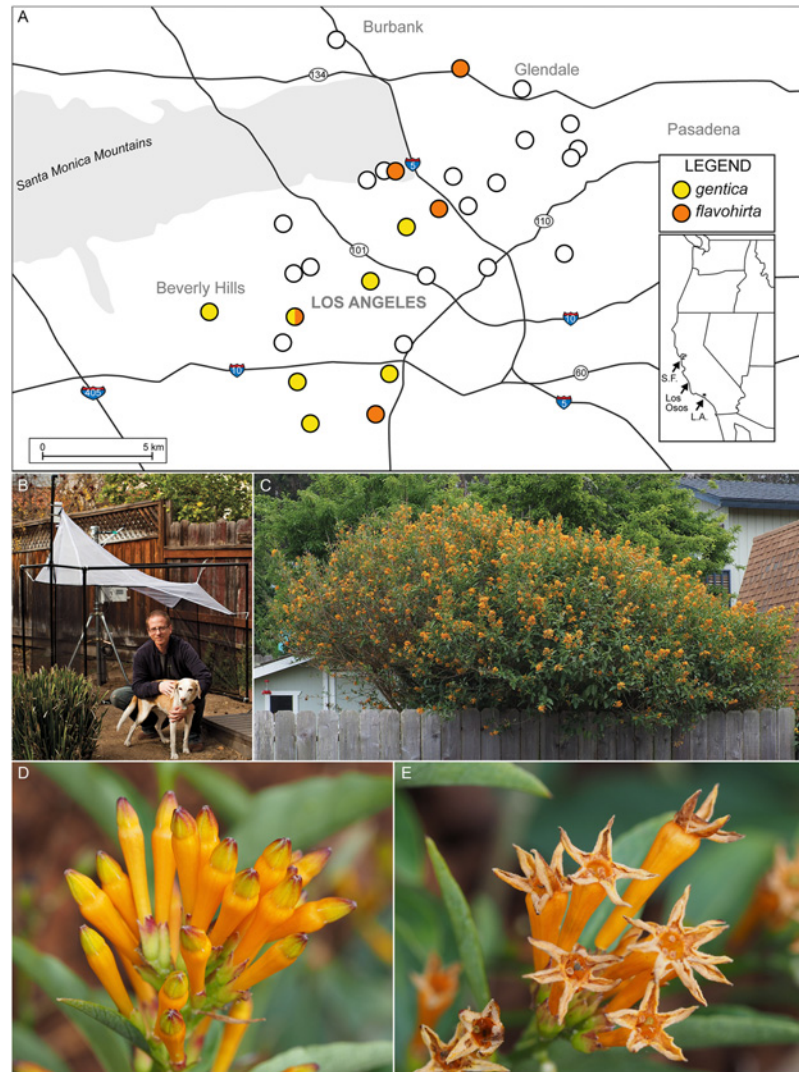 A
Burbank
134
Glendale
Santa Monica Mountains
5
Pasadena
LEGEND
gentica
flavohirta
110
101
Beverly Hills
LOS ANGELES
10
10
60
405
5
0 5 km
S.F.
Los
Osos
L.A.
B
C
D
E